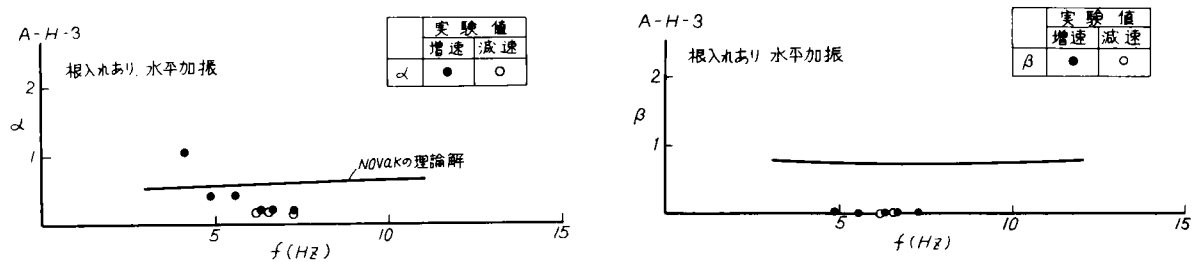 A-H-3
実験値
増速 減速
α ● ○
根入れあり 水平加振
2
α
1
Novakの理論解
5 10 15
f(Hz)
A-H-3
実験値
増速 減速
β ● ○
根入れあり 水平加振
2
β
1
5 10 15
f(Hz)